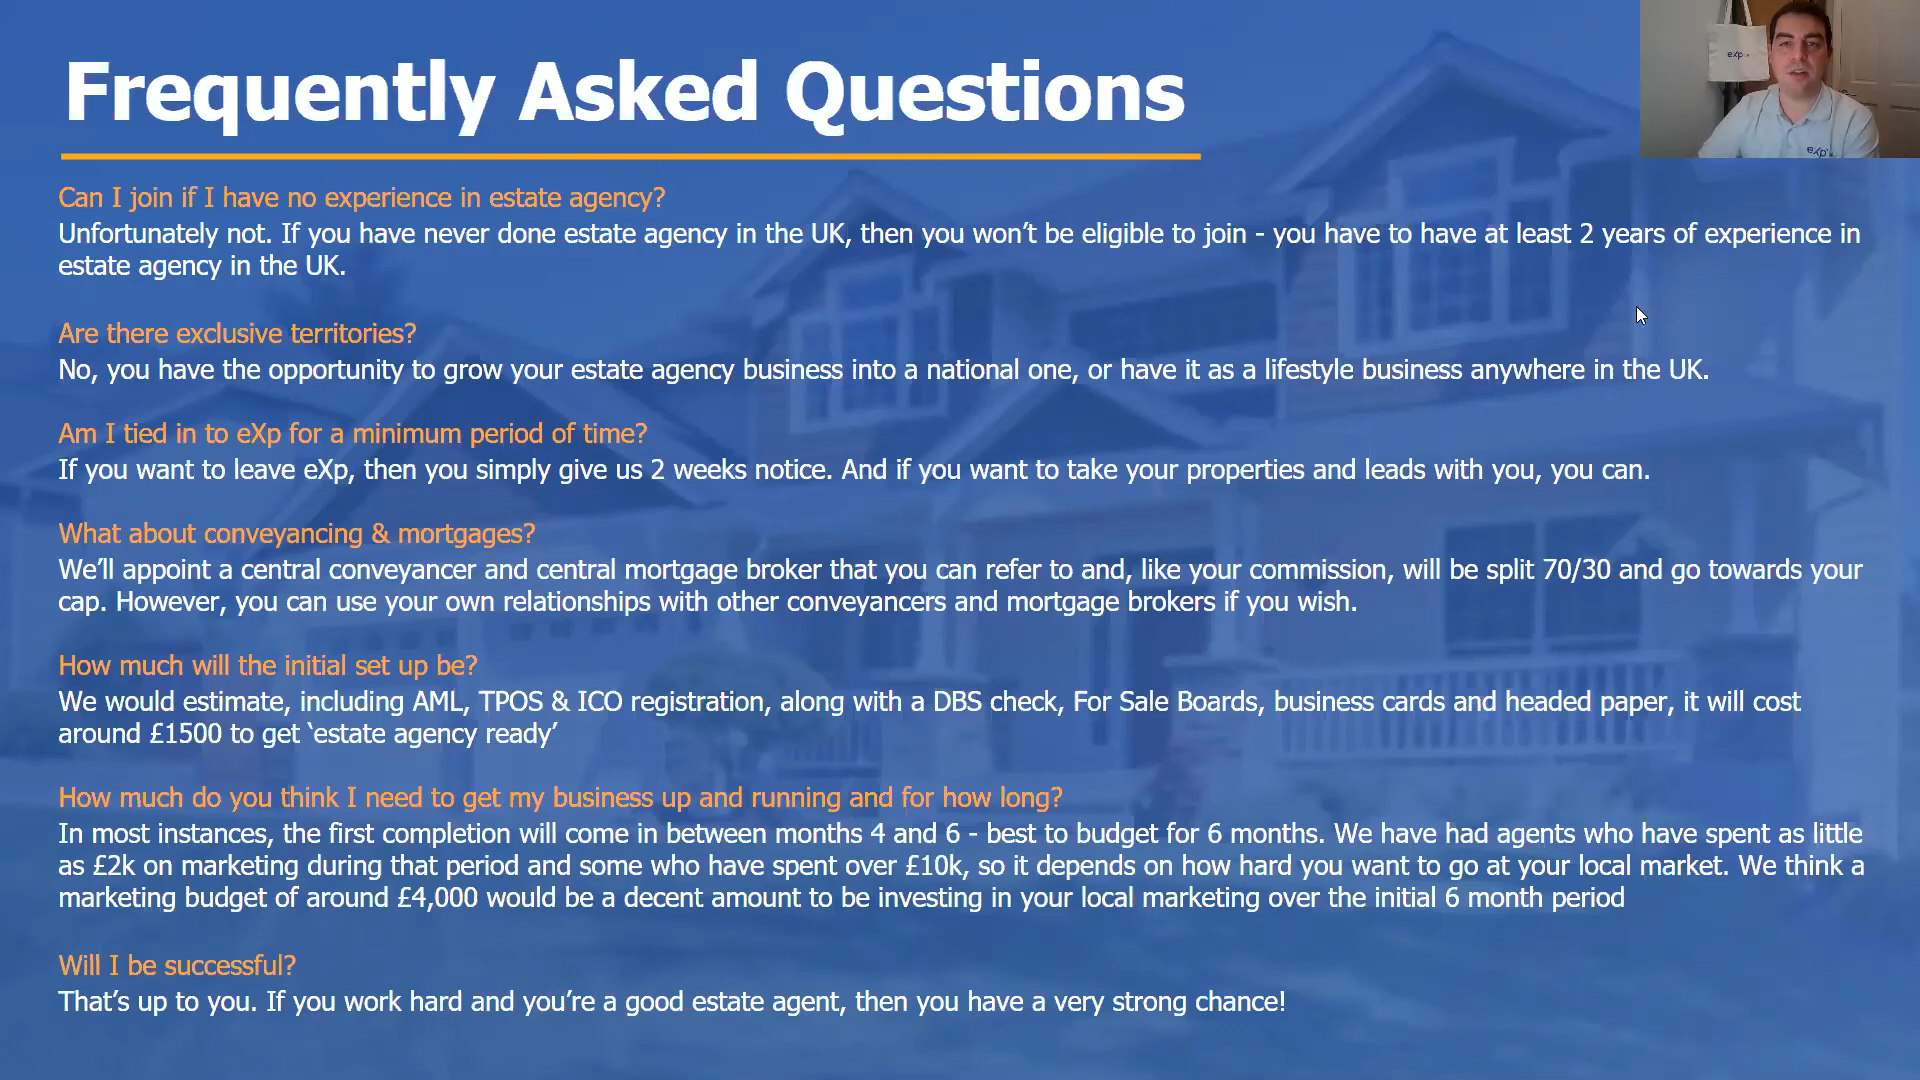 Frequently Asked Questions
Can I join if I have no experience in estate agency?
Unfortunately not. If you have never done estate agency in the UK, then you won’t be eligible to join - you have to have at least 2 years of experience in
estate agency in the UK.
Are there exclusive territories?
No, you have the opportunity to grow your estate agency business into a national one, or have it as a lifestyle business anywhere in the UK.
Am I tied in to eXp for a minimum period of time?
If you want to leave eXp, then you simply give us 2 weeks notice. And if you want to take your properties and leads with you, you can.
What about conveyancing & mortgages?
We’ll appoint a central conveyancer and central mortgage broker that you can refer to and, like your commission, will be split 70/30 and go towards your
cap. However, you can use your own relationships with other conveyancers and mortgage brokers if you wish.
How much will the initial set up be?
We would estimate, including AML, TPOS & ICO registration, along with a DBS check, For Sale Boards, business cards and headed paper, it will cost
around £1500 to get ‘estate agency ready’
How much do you think I need to get my business up and running and for how long?
In most instances, the first completion will come in between months 4 and 6 - best to budget for 6 months. We have had agents who have spent as little
as £2k on marketing during that period and some who have spent over £10k, so it depends on how hard you want to go at your local market. We think a
marketing budget of around £4,000 would be a decent amount to be investing in your local marketing over the initial 6 month period
Will I be successful?
That’s up to you. If you work hard and you’re a good estate agent, then you have a very strong chance!
eXp
eXp